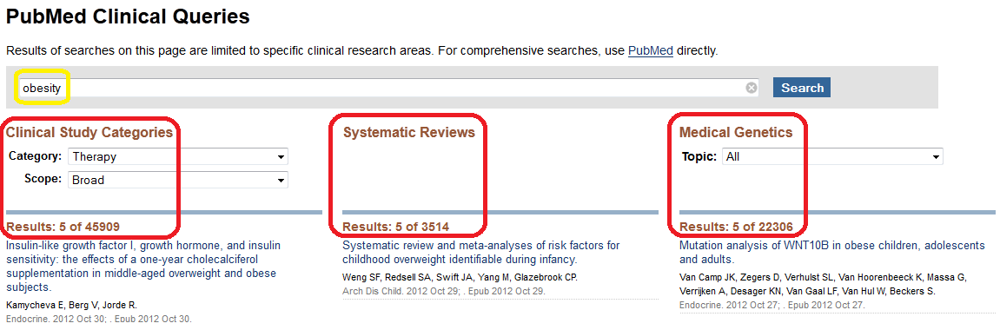 PubMed Clinical Queries
Results of searches on this page are limited to specific clinical research areas. For comprehensive searches, use PubMed directly.
obesity
Search
Clinical Study Categories
Category: Therapy
Scope: Broad
Results: 5 of 45909
Insulin-like growth factor I, growth hormone, and insulin
sensitivity: the effects of a one-year cholecalciferol
supplementation in middle-aged overweight and obese
subjects.
Kamycheva E, Berg V, Jorde R.
Endocrine. 2012 Oct 30; . Epub 2012 Oct 30.
Systematic Reviews
Results: 5 of 3514
Systematic review and meta-analyses of risk factors for
childhood overweight identifiable during infancy.
Weng SF, Redsell SA, Swift JA, Yang M, Glazebrook CP.
Arch Dis Child. 2012 Oct 29; . Epub 2012 Oct 29.
Medical Genetics
Topic: All
Results: 5 of 22306
Mutation analysis of WNT10B in obese children, adolescents
and adults.
Van Camp JK, Zegers D, Verhulst SL, Van Hoorenbeeck K, Massa G,
Verrijken A, Desager KN, Van Gaal LF, Van Hul W, Beckers S.
Endocrine. 2012 Oct 27; . Epub 2012 Oct 27.